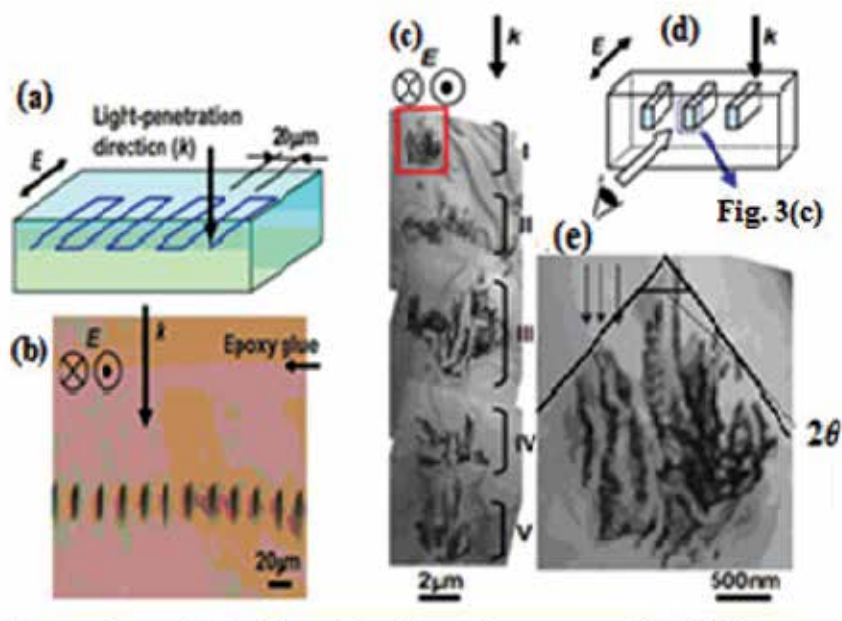 (a)
Light-penetration
direction (k)
20μm
E
(b)
E
k
Epoxy glue
20μm
(c)
k
E
I
II
III
IV
V
2μm
(d)
E
k
Fig. 3(c)
(e)
2θ
500nm